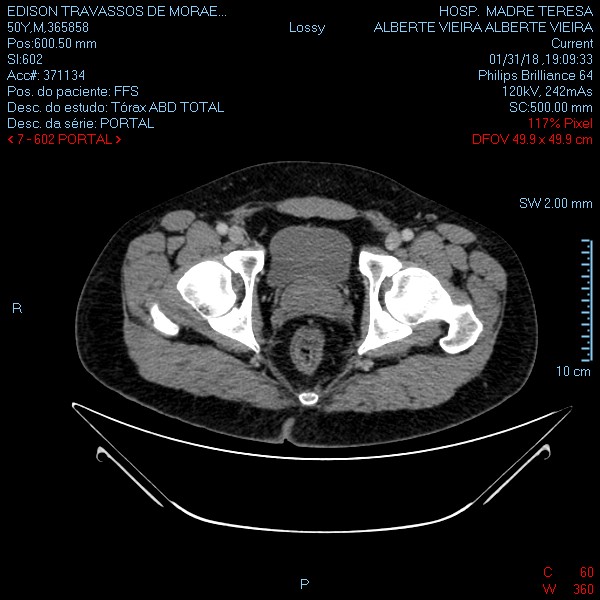 EDISON TRAVASSOS DE MORAE...
50Y,M,365858
Pos:600.50 mm
SI:602
Acc#: 371134
Pos. do paciente: FFS
Desc. do estudo: Tórax ABD TOTAL
Desc. da série: PORTAL
< 7 - 602 PORTAL >
Lossy
HOSP. MADRE TERESA
ALBERTE VIEIRA ALBERTE VIEIRA
Current
01/31/18 ,19:09:33
Philips Brilliance 64
120kV, 242mAs
SC:500.00 mm
117% Pixel
DFOV 49.9 x 49.9 cm
SW 2.00 mm
R
10 cm
P
C 60
W 360